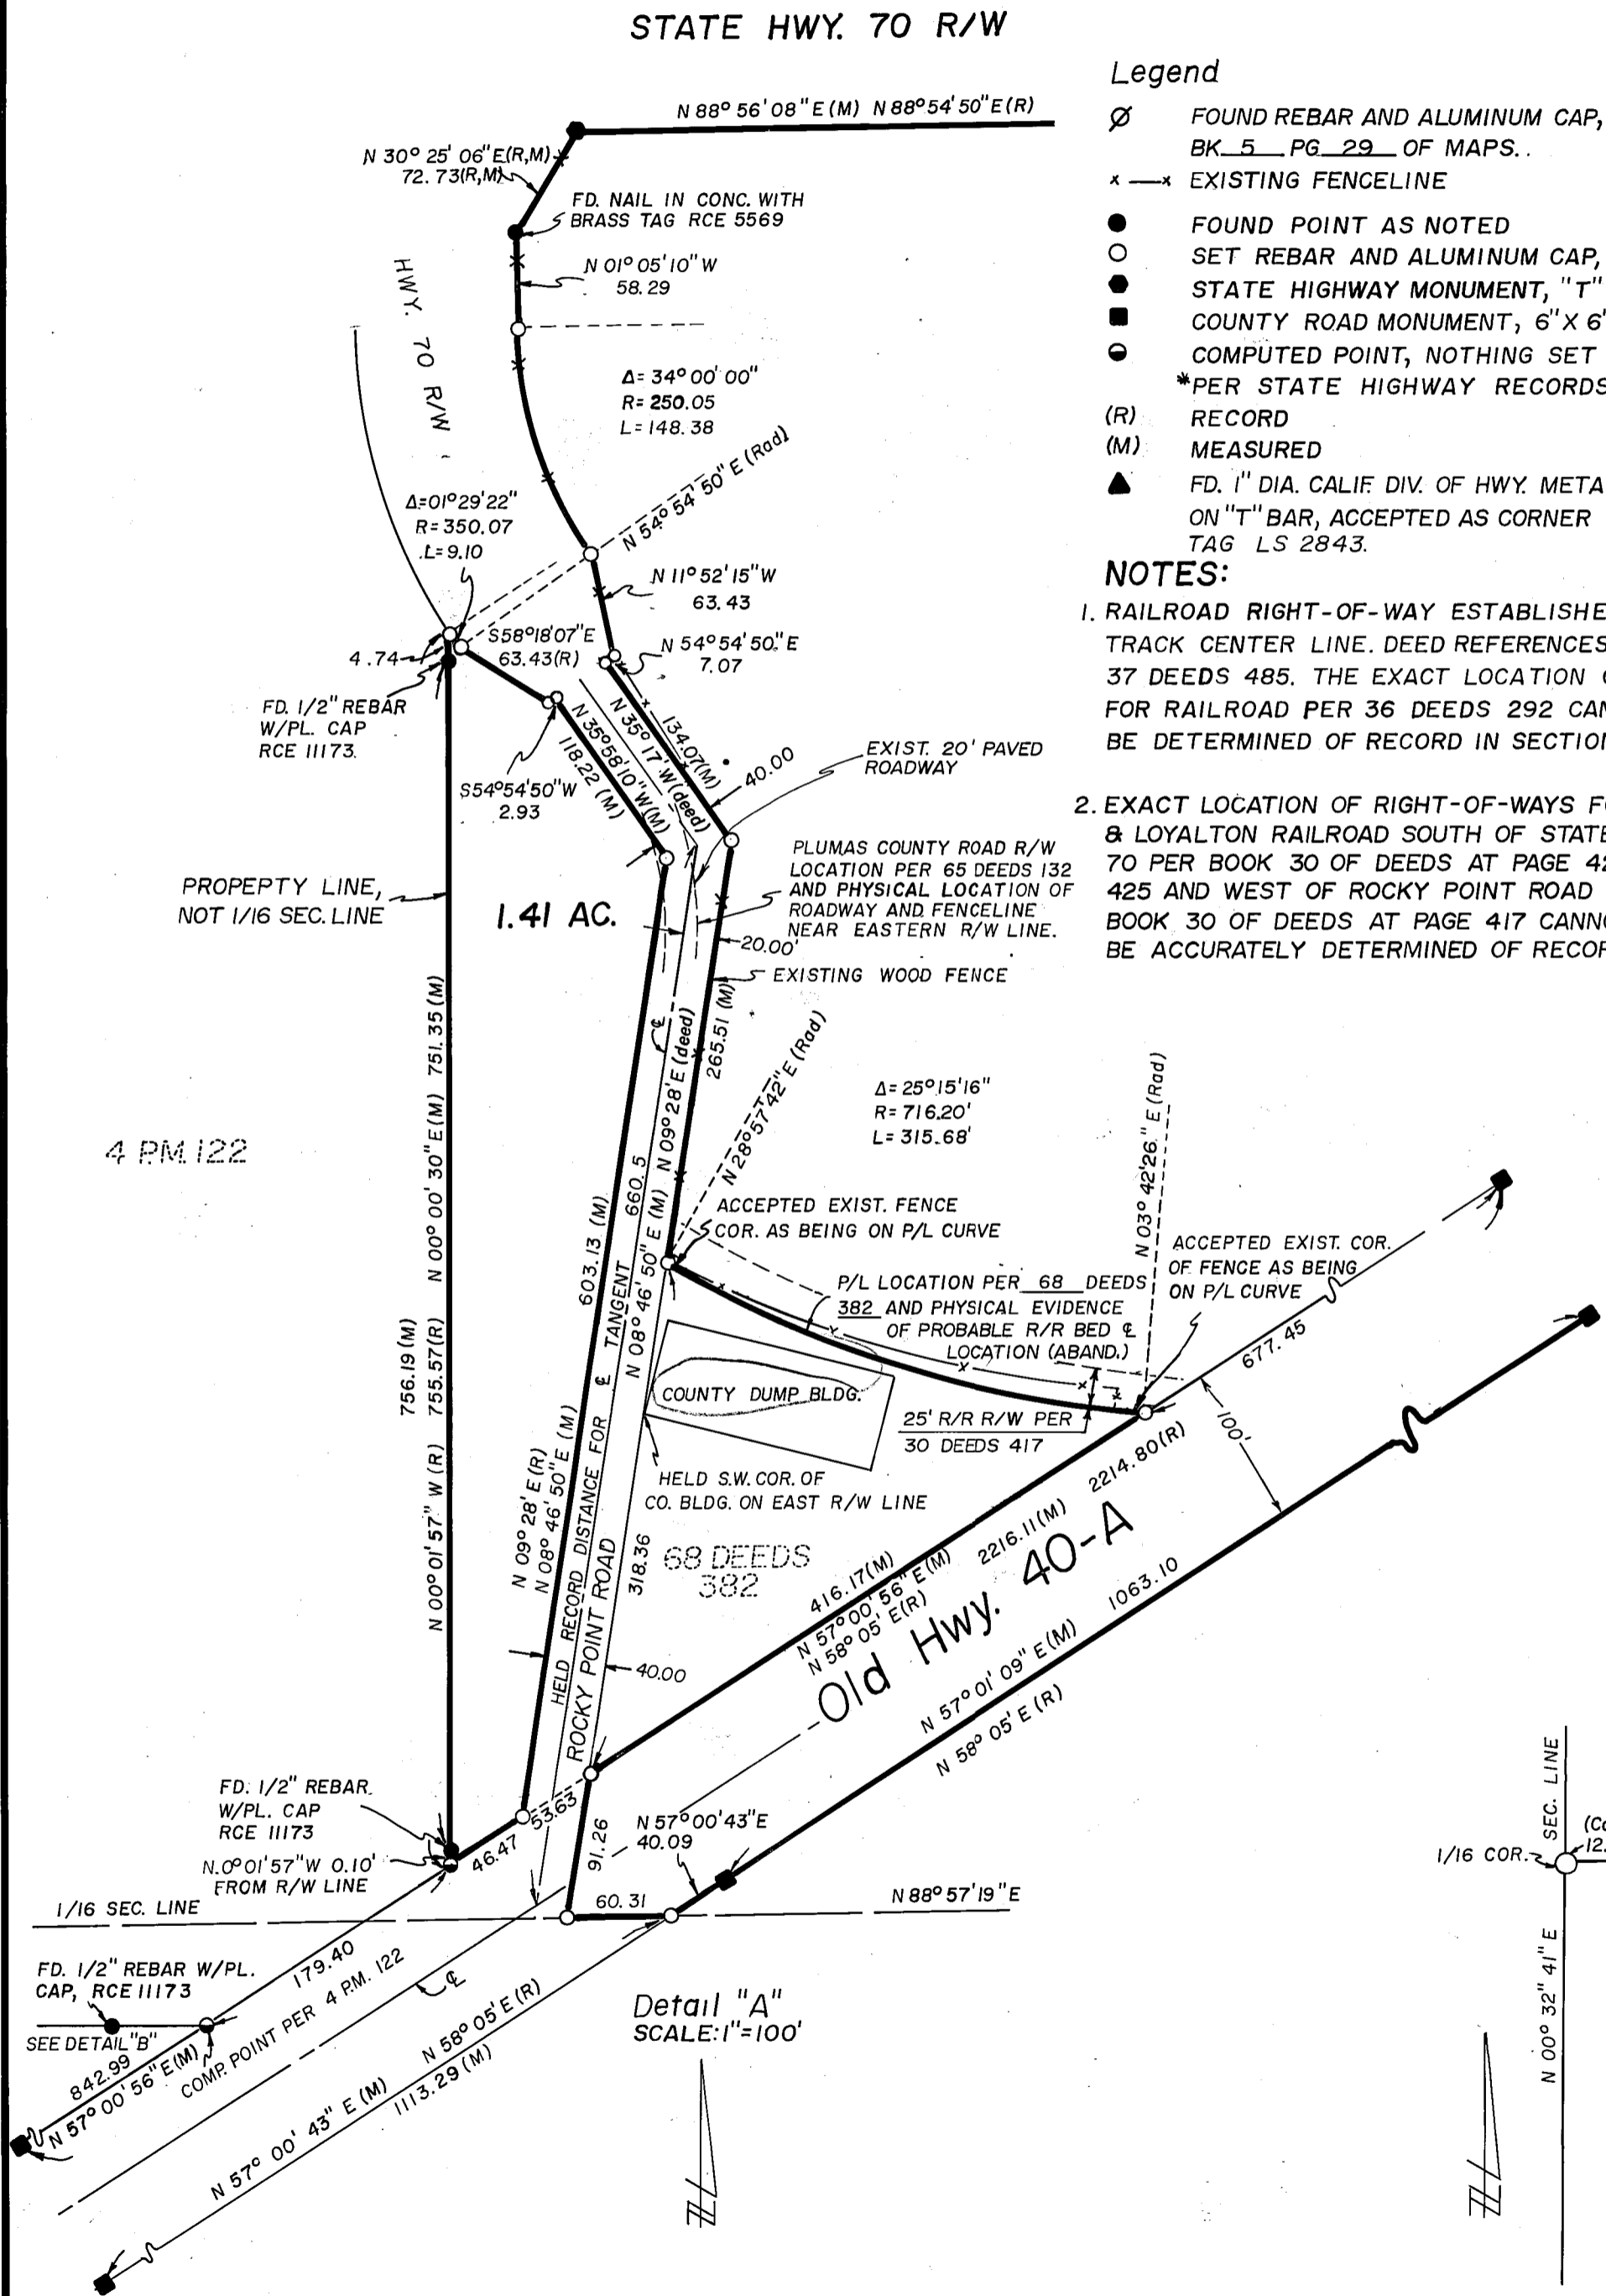 STATE HWY. 70 R/W
Legend
FOUND REBAR AND ALUMINUM CAP,
BK 5 PG 29 OF MAPS..
x — x EXISTING FENCELINE
FOUND POINT AS NOTED
SET REBAR AND ALUMINUM CAP,
STATE HIGHWAY MONUMENT, "T"
COUNTY ROAD MONUMENT, 6"X 6"
COMPUTED POINT, NOTHING SET
*PER STATE HIGHWAY RECORDS
(R) RECORD
(M) MEASURED
FD. 1" DIA. CALIF. DIV. OF HWY. META
ON "T" BAR, ACCEPTED AS CORNER
TAG LS 2843.
NOTES:
1. RAILROAD RIGHT-OF-WAY ESTABLISHE
TRACK CENTER LINE. DEED REFERENCES
37 DEEDS 485. THE EXACT LOCATION
FOR RAILROAD PER 36 DEEDS 292 CAN
BE DETERMINED OF RECORD IN SECTION
2. EXACT LOCATION OF RIGHT-OF-WAYS F
& LOYALTON RAILROAD SOUTH OF STATE
70 PER BOOK 30 OF DEEDS AT PAGE 42
425 AND WEST OF ROCKY POINT ROAD
BOOK 30 OF DEEDS AT PAGE 417 CANN
BE ACCURATELY DETERMINED OF RECOR
N 88° 56' 08" E (M) N 88° 54' 50" E (R)
N 30° 25' 06" E (R,M)
72.73(R,M)
FD. NAIL IN CONC. WITH
BRASS TAG RCE 5569
N 01° 05' 10" W
58.29
HWY. 70 R/W
Δ= 34° 00' 00"
R= 250.05
L= 148.38
N 54° 54' 50" E (Rad)
Δ=01° 29' 22"
R= 350.07
L= 9.10
N 11° 52' 15" W
63.43
S58°18'07"E
63.43(R)
N 54° 54' 50" E
7.07
4.74
FD. 1/2" REBAR
W/PL. CAP
RCE 11173.
134.07(M)
N 35° 17' W (deed)
N 35° 58' 10" W(M)
118.22 (M)
40.00
EXIST. 20' PAVED
ROADWAY
S54°54'50"W
2.93
PLUMAS COUNTY ROAD R/W
LOCATION PER 65 DEEDS 132
AND PHYSICAL LOCATION OF
ROADWAY AND FENCELINE
NEAR EASTERN R/W LINE.
PROPERTY LINE,
NOT 1/16 SEC. LINE
1.41 AC.
20.00'
EXISTING WOOD FENCE
265.51 (M)
N 00° 00' 30" E (M) 751.35 (M)
℄
N 09° 28' E (deed)
N 28° 57' 42" E (Rad)
Δ= 25° 15' 16"
R= 716.20'
L= 315.68'
N 03° 42' 26" E (Rad)
4 P.M. 122
603.13 (M)
660.5
N 08° 46' 50" E (M)
ACCEPTED EXIST. FENCE
COR. AS BEING ON P/L CURVE
ACCEPTED EXIST. COR.
OF FENCE AS BEING
ON P/L CURVE
P/L LOCATION PER 68 DEEDS
382 AND PHYSICAL EVIDENCE
OF PROBABLE R/R BED ℄
LOCATION (ABAND.)
677.45
756.19 (M)
N 00° 01' 57" W (R) 755.57 (R)
COUNTY DUMP BLDG.
25' R/R R/W PER
30 DEEDS 417
100'
HELD S.W. COR. OF
CO. BLDG. ON EAST R/W LINE
N 09° 28' E (R)
N 08° 46' 50" E (M)
HELD RECORD DISTANCE FOR ℄ TANGENT
ROCKY POINT ROAD
318.36
68 DEEDS
382
2214.80(R)
416.17(M) 2216.11(M)
N 57° 00' 56" E (M)
N 58° 05' E(R)
Old Hwy. 40-A
1063.10
N 57° 01' 09" E (M)
N 58° 05' E (R)
40.00
FD. 1/2" REBAR
W/PL. CAP
RCE 11173
N.0°01'57"W 0.10'
FROM R/W LINE
46.47
53.63
91.26
N 57° 00' 43" E
40.09
60.31
N 88° 57' 19" E
1/16 SEC. LINE
FD. 1/2" REBAR W/PL.
CAP, RCE 11173
SEE DETAIL "B"
179.40
COMP. POINT PER 4 P.M. 122
℄
842.99
N 57° 00' 56" E (M)
N 58° 05' E (R)
N 57° 00' 43" E (M) 1113.29 (M)
Detail "A"
SCALE: 1"=100'
1/16 COR.
SEC. LINE
12.
N 00° 32' 41" E